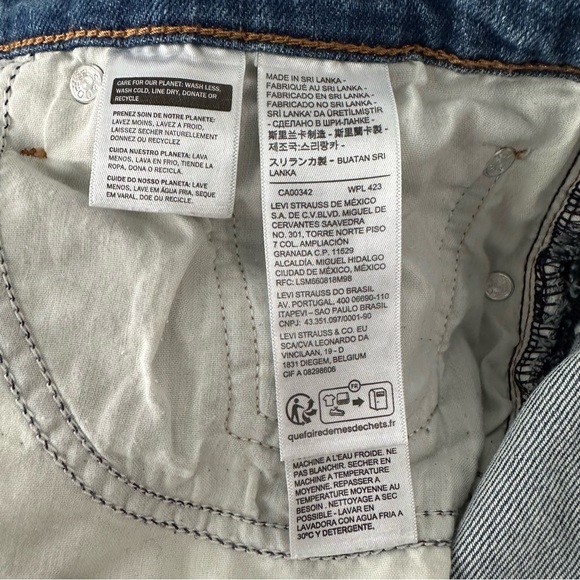 CARE FOR OUR PLANET: WASH LESS,
WASH COLD, LINE DRY, DONATE OR
RECYCLE
PRENEZ SOIN DE NOTRE PLANETE:
LAVEZ MOINS, LAVEZ A FROID,
LAISSEZ SECHER NATURELLEMENT
DONNEZ OU RECYCLEZ
CUIDA NUESTRO PLANETA: LAVA
MENOS, LAVA EN FRIO, TIENDE LA
ROPA, DONA O RECICLA.
CUIDE DO NOSSO PLANETA: LAVE
MENOS, LAVE EM ÁGUA FRIA, SEQUE
EM VARAL, DOE OU RECICLE.
MADE IN SRI LANKA -
FABRIQUÉ AU SRI LANKA -
FABRICADO EN SRI LANKA -
FABRICADO NO SRI LANKA -
SRI LANKA'DA ÜRETİLMİŞTİR
- СДЕЛАНО В ШРИ-ЛАНКЕ -
斯里兰卡制造 - 斯里蘭卡製 -
제조국:스리랑카 -
スリランカ製 - BUATAN SRI
LANKA
CA00342 WPL 423
LEVI STRAUSS DE MÉXICO
S.A. DE C.V.BLVD. MIGUEL DE
CERVANTES SAAVEDRA
NO. 301, TORRE NORTE PISO
7 COL. AMPLIACIÓN
GRANADA C.P. 11529
ALCALDÍA. MIGUEL HIDALGO
CIUDAD DE MÉXICO, MÉXICO
RFC: LSM660818M98
LEVI STRAUSS DO BRASIL
AV. PORTUGAL, 400 06690-110
ITAPEVI – SAO PAULO BRASIL
CNPJ: 43.351.097/0001-90
LEVI STRAUSS & CO. EU
SCA/CVA LEONARDO DA
VINCILAAN, 19 - D
1831 DIEGEM, BELGIUM
CIF A 08298606
FR
quefairedemesdechets.fr
MACHINE A L'EAU FROIDE. NE
PAS BLANCHIR. SECHER EN
MACHINE A TEMPERATURE
MOYENNE. REPASSER A
TEMPERATURE MOYENNE AU
BESOIN . NETTOYAGE A SEC
PAS POSSIBLE. LAVAR EN
LAVADORA CON AGUA FRIA A
30ºC Y DETERGENTE,